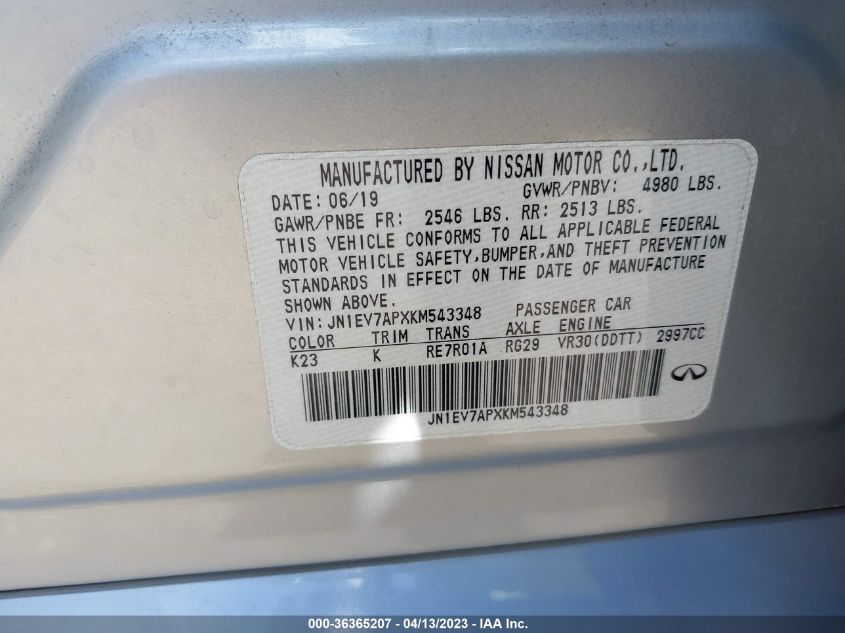 MANUFACTURED BY NISSAN MOTOR CO.,LTD.
DATE: 06/19 GVWR/PNBV: 4980 LBS.
GAWR/PNBE FR: 2546 LBS. RR: 2513 LBS.
THIS VEHICLE CONFORMS TO ALL APPLICABLE FEDERAL
MOTOR VEHICLE SAFETY,BUMPER,AND THEFT PREVENTION
STANDARDS IN EFFECT ON THE DATE OF MANUFACTURE
SHOWN ABOVE.
VIN: JN1EV7APXKM543348 PASSENGER CAR
COLOR TRIM TRANS AXLE ENGINE
K23 K RE7R01A RG29 VR30(DDTT) 2997CC
JN1EV7APXKM543348
000-36365207 - 04/13/2023 - IAA Inc.